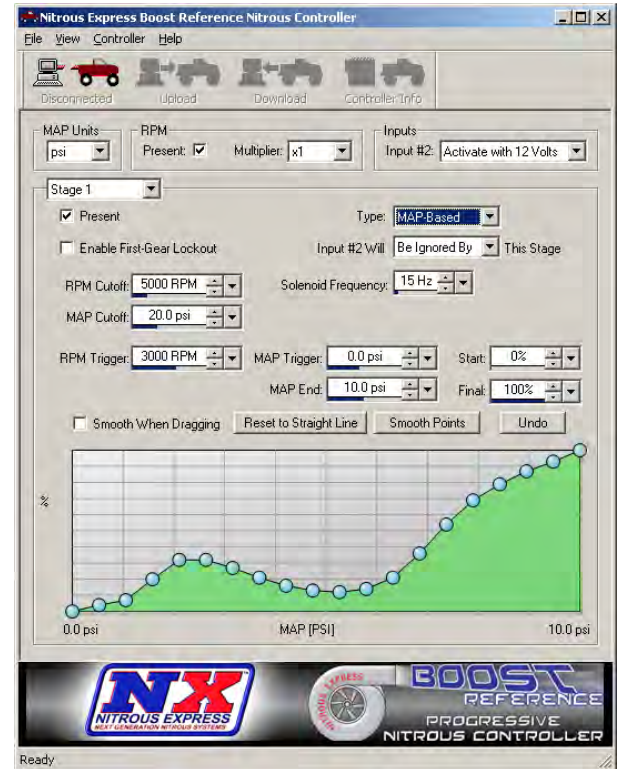 Nitrous Express Boost Reference Nitrous Controller
File View Controller Help
Disconnected Upload Download Controller Info
MAP Units RPM Inputs
psi Present: Multiplier: x1 Input #2: Activate with 12 Volts
Stage 1
Present Type: MAP-Based
Enable First-Gear Lockout Input #2 Will Be Ignored By This Stage
RPM Cutoff: 5000 RPM Solenoid Frequency: 15 Hz
MAP Cutoff: 20.0 psi
RPM Trigger: 3000 RPM MAP Trigger: 0.0 psi Start: 0%
MAP End: 10.0 psi Final: 100%
Smooth When Dragging Reset to Straight Line Smooth Points Undo
%
0.0 psi MAP [PSI] 10.0 psi
NX
NITROUS EXPRESS
NEXT GENERATION NITROUS SYSTEMS
NITROUS EXPRESS
BOOST
REFERENCE
PROGRESSIVE
NITROUS CONTROLLER
Ready